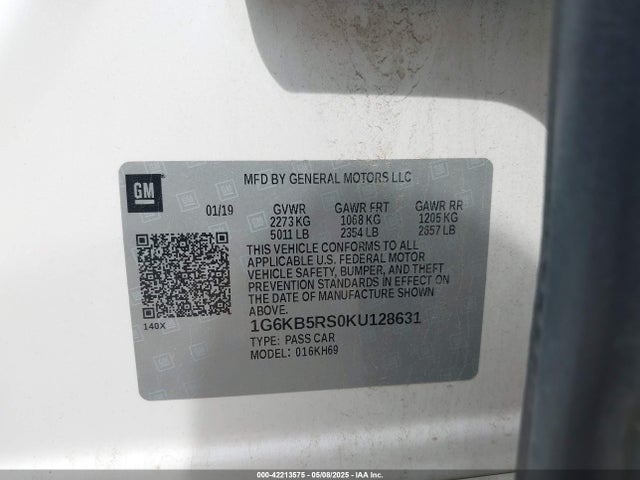 GM
MFD BY GENERAL MOTORS LLC
01/19 GVWR GAWR FRT GAWR RR
2273 KG 1068 KG 1205 KG
5011 LB 2354 LB 2657 LB
THIS VEHICLE CONFORMS TO ALL
APPLICABLE U.S. FEDERAL MOTOR
VEHICLE SAFETY, BUMPER, AND THEFT
PREVENTION STANDARDS IN EFFECT ON
THE DATE OF MANUFACTURE SHOWN
ABOVE.
140X
1G6KB5RS0KU128631
TYPE: PASS CAR
MODEL: 016KH69
000-42213575 - 05/08/2025 - IAA Inc.